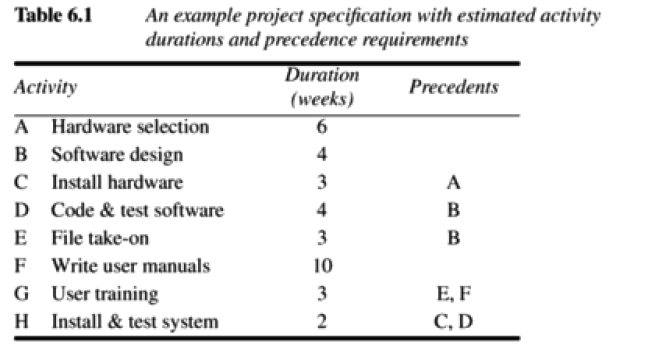 Table 6.1 An example project specification with estimated activity
durations and precedence requirements
Activity Duration (weeks) Precedents
A Hardware selection 6
B Software design 4
C Install hardware 3 A
D Code & test software 4 B
E File take-on 3 B
F Write user manuals 10
G User training 3 E, F
H Install & test system 2 C, D